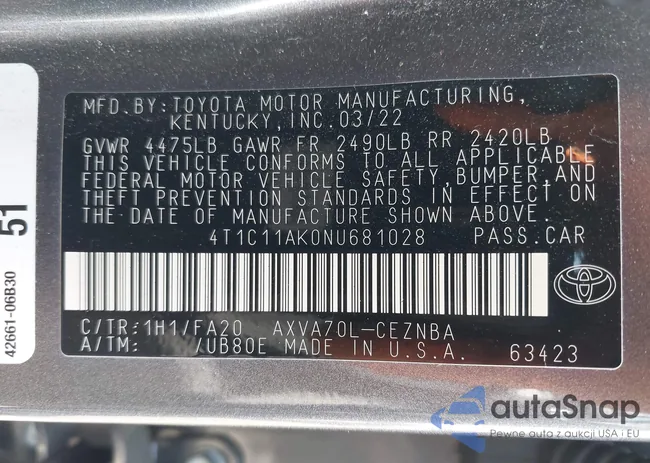 MFD.BY:TOYOTA MOTOR MANUFACTURING,
KENTUCKY,INC.03/22
GVWR 4475LB GAWR FR 2490LB RR 2420LB
THIS VEHICLE CONFORMS TO ALL APPLICABLE
FEDERAL MOTOR VEHICLE SAFETY,BUMPER,AND
THEFT PREVENTION STANDARDS IN EFFECT ON
THE DATE OF MANUFACTURE SHOWN ABOVE.
4T1C11AK0NU681028 PASS.CAR
C/TR:1H1/FA20 AXVA70L-CEZNBA
A/TM: /UB80E MADE IN U.S.A. 63423
51
42661-06B30
autoSnap
Pewne auta z aukcji USA i EU